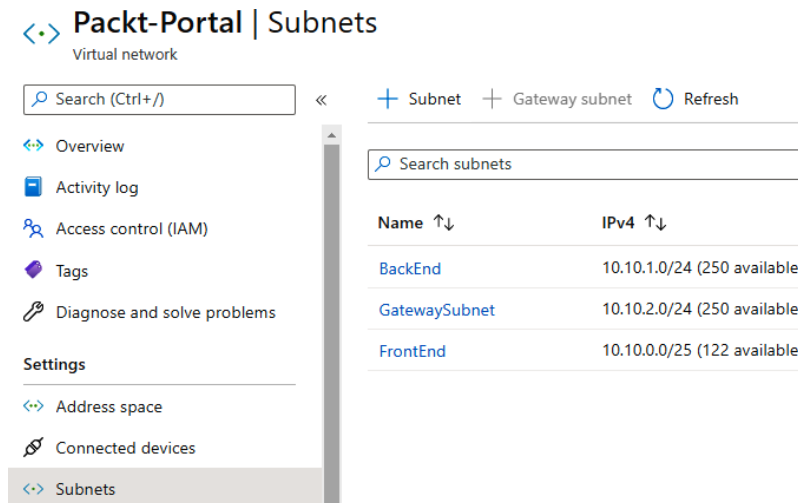 Packt-Portal | Subnets
Virtual network
Search (Ctrl+/)
«
Overview
Activity log
Access control (IAM)
Tags
Diagnose and solve problems
Settings
Address space
Connected devices
Subnets
+ Subnet + Gateway subnet Refresh
Search subnets
Name ↑↓ IPv4 ↑↓
BackEnd 10.10.1.0/24 (250 available
GatewaySubnet 10.10.2.0/24 (250 available
FrontEnd 10.10.0.0/25 (122 available